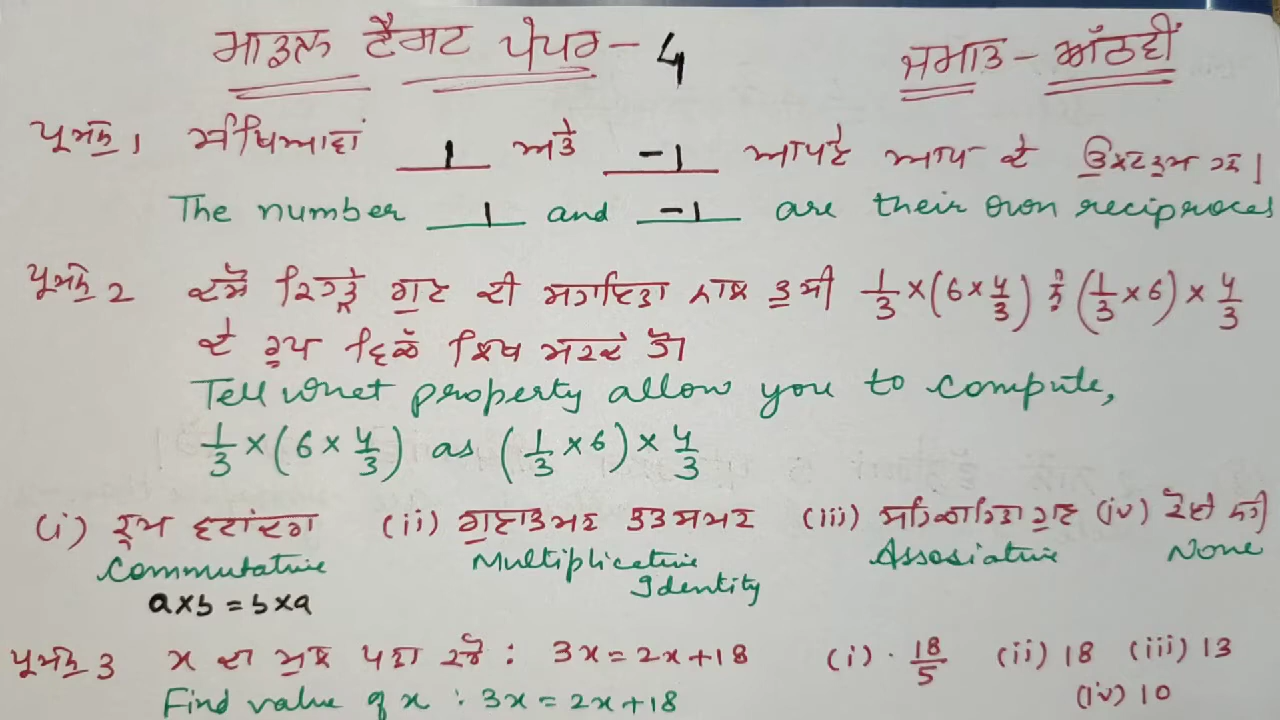 ਮਾਡਲ ਟੈਸਟ ਪੇਪਰ - 4 ਜਮਾਤ - ਅੱਠਵੀਂ
ਪ੍ਰਸ਼ਨ 1 ਸੰਖਿਆਵਾਂ 1 ਅਤੇ -1 ਆਪਣੇ ਆਪ ਦੇ ਉਲਟਕ੍ਰਮ ਹਨ।
The number 1 and -1 are their own reciproces
ਪ੍ਰਸ਼ਨ 2 ਦੱਸੋ ਕਿਹੜੇ ਗੁਣ ਦੀ ਸਹਾਇਤਾ ਨਾਲ ਤੁਸੀ 1/3 × (6 × 4/3) ਨੂੰ (1/3 × 6) × 4/3
ਦੇ ਰੂਪ ਵਿੱਚ ਲਿਖ ਸਕਦੇ ਹੋ।
Tell what property allow you to compute,
1/3 × (6 × 4/3) as (1/3 × 6) × 4/3
(i) ਕ੍ਰਮ ਵਟਾਂਦਰਾ (ii) ਗੁਣਾਤਮਕ ਤਤਸਮਕ (iii) ਸਹਿਚਾਰਿਤਾ ਗੁਣ (iv) ਕੋਈ ਨਹੀ
Commutative Multiplicative Identity Assosiative None
a×b = b×a
ਪ੍ਰਸ਼ਨ 3 x ਦਾ ਮੁੱਲ ਪਤਾ ਕਰੋ : 3x = 2x + 18 (i) 18/5 (ii) 18 (iii) 13
Find value of x : 3x = 2x + 18 (iv) 10